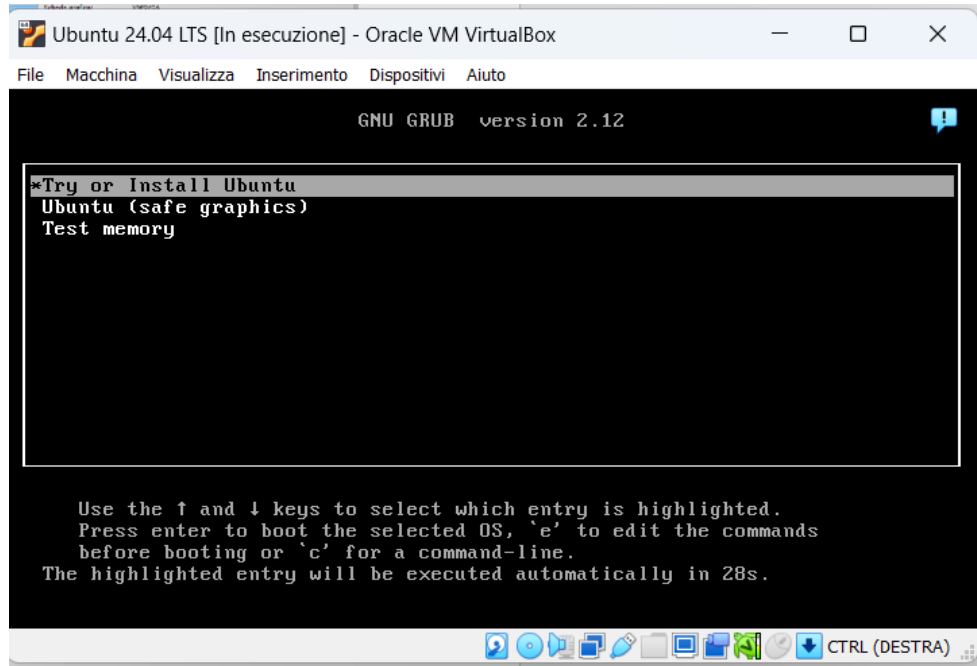 Ubuntu 24.04 LTS [In esecuzione] - Oracle VM VirtualBox
File Macchina Visualizza Inserimento Dispositivi Aiuto
GNU GRUB version 2.12
*Try or Install Ubuntu
Ubuntu (safe graphics)
Test memory
Use the ↑ and ↓ keys to select which entry is highlighted.
Press enter to boot the selected OS, `e' to edit the commands
before booting or `c' for a command-line.
The highlighted entry will be executed automatically in 28s.
CTRL (DESTRA)